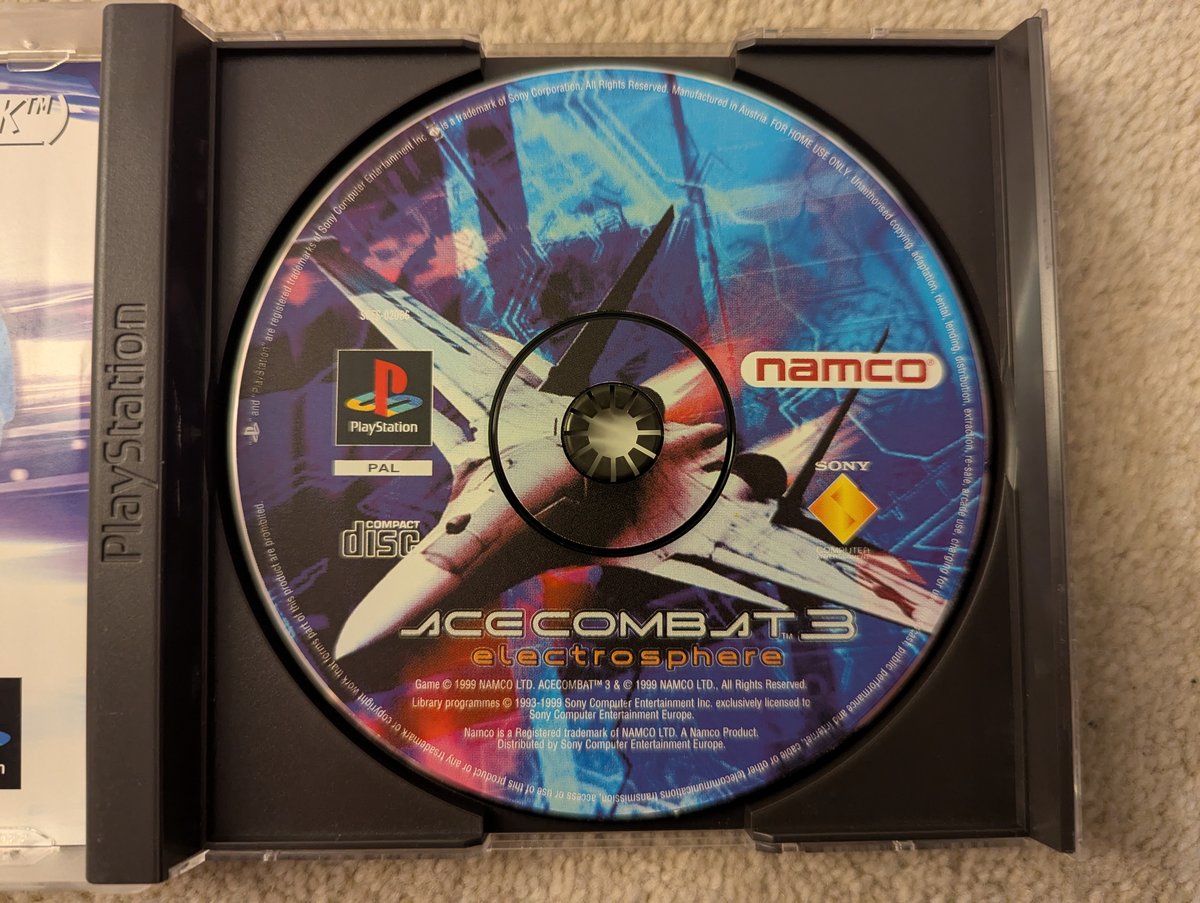 K™
PlayStation
and "PlayStation" are registered trademarks of Sony Computer Entertainment Inc. is a trademark of Sony Corporation. All Rights Reserved. Manufactured in Austria. FOR HOME USE ONLY. Unauthorised copying, adaptation, rental, lending, distribution, extraction, re-sale, arcade use, charging for use, broadcast, public performance and internet, cable or other telecommunications transmission, access or use of this product or any trademark or copyright work that forms part of this product are prohibited.
PlayStation
PAL
COMPACT
disc
namco®
SONY
COMPUTER
ACE COMBAT™ 3
electrosphere
Game © 1999 NAMCO LTD. ACECOMBAT™ 3 & © 1999 NAMCO LTD., All Rights Reserved.
Library programmes © 1993-1999 Sony Computer Entertainment Inc. exclusively licensed to
Sony Computer Entertainment Europe.
Namco is a Registered trademark of NAMCO LTD. A Namco Product.
Distributed by Sony Computer Entertainment Europe.